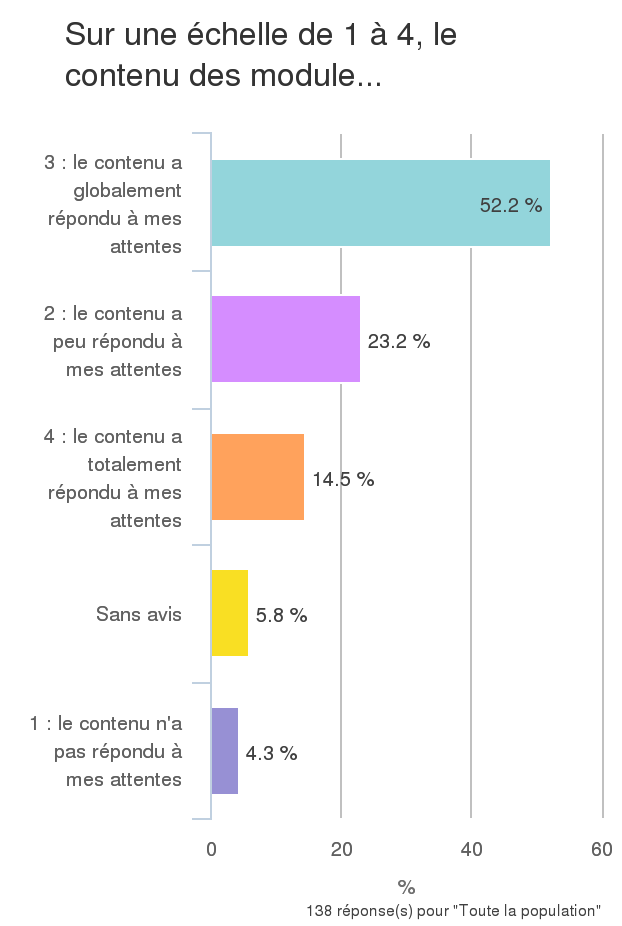 Sur une échelle de 1 à 4, le
contenu des module...
3 : le contenu a
globalement
répondu à mes
attentes
52.2 %
2 : le contenu a
peu répondu à
mes attentes
23.2 %
4 : le contenu a
totalement
répondu à mes
attentes
14.5 %
Sans avis
5.8 %
1 : le contenu n'a
pas répondu à
mes attentes
4.3 %
0 20 40 60
%
138 réponse(s) pour "Toute la population"